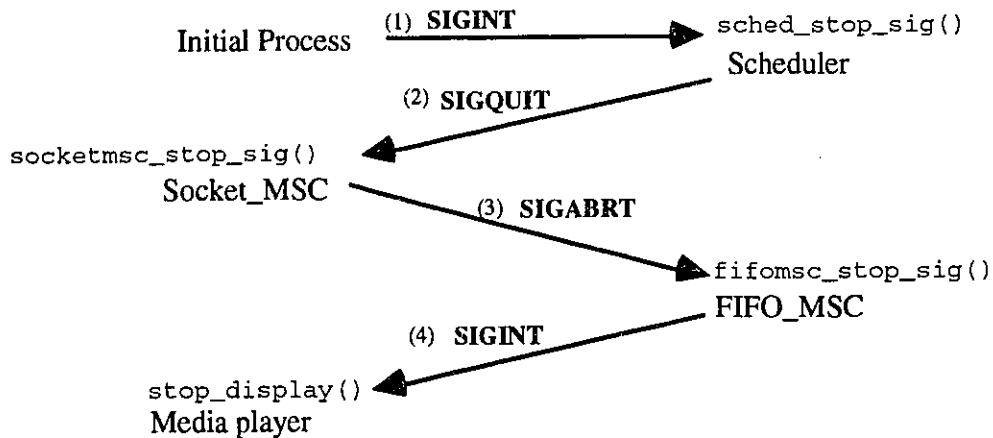 (1) SIGINT
sched_stop_sig()
Initial Process
Scheduler
(2) SIGQUIT
socketmsc_stop_sig()
Socket_MSC
(3) SIGABRT
fifomsc_stop_sig()
FIFO_MSC
(4) SIGINT
stop_display()
Media player